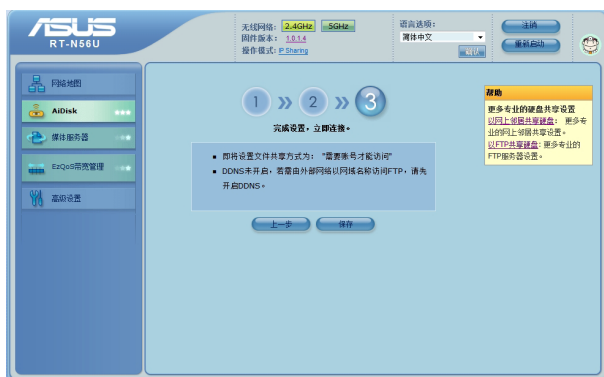 ASUS
RT-N56U
无线网络: 2.4GHz 5GHz
固件版本: 1.0.1.4
操作模式: IP Sharing
语言选项:
简体中文
确认
注销
重新启动
网络地图
AiDisk
媒体服务器
EzQoS带宽管理
高级设置
1 » 2 » 3
完成设置,立即连接。
即将设置文件共享方式为: "需要账号才能访问"
DDNS未开启,若需由外部网络以网域名称访问FTP,请先
开启DDNS。
上一步 保存
帮助
更多专业的硬盘共享设置
以网上邻居共享硬盘: 更多专
业的网上邻居共享设置。
以FTP共享硬盘:更多专业的
FTP服务器设置。